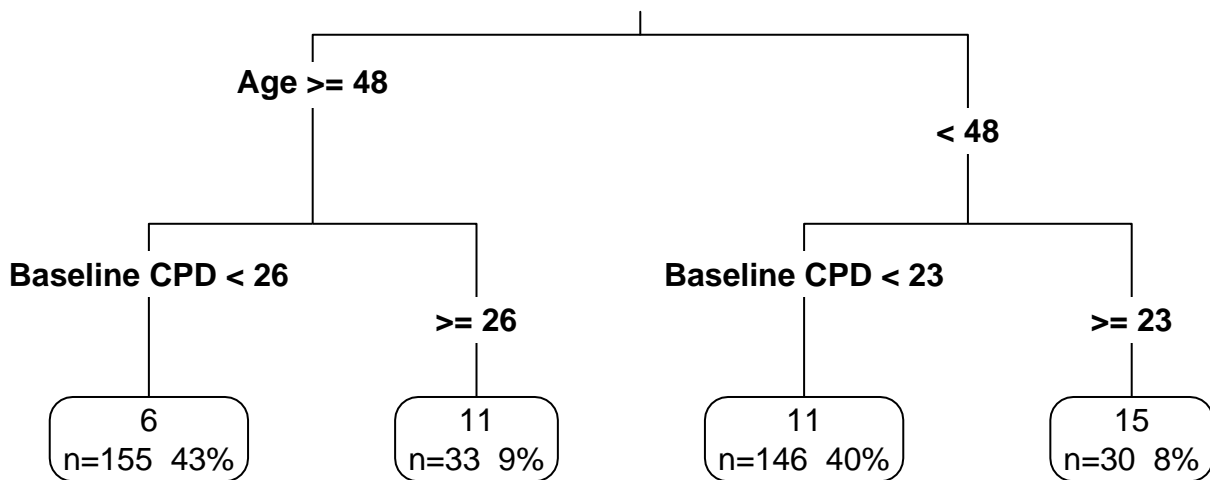 Age >= 48
< 48
Baseline CPD < 26
>= 26
Baseline CPD < 23
>= 23
6
n=155 43%
11
n=33 9%
11
n=146 40%
15
n=30 8%